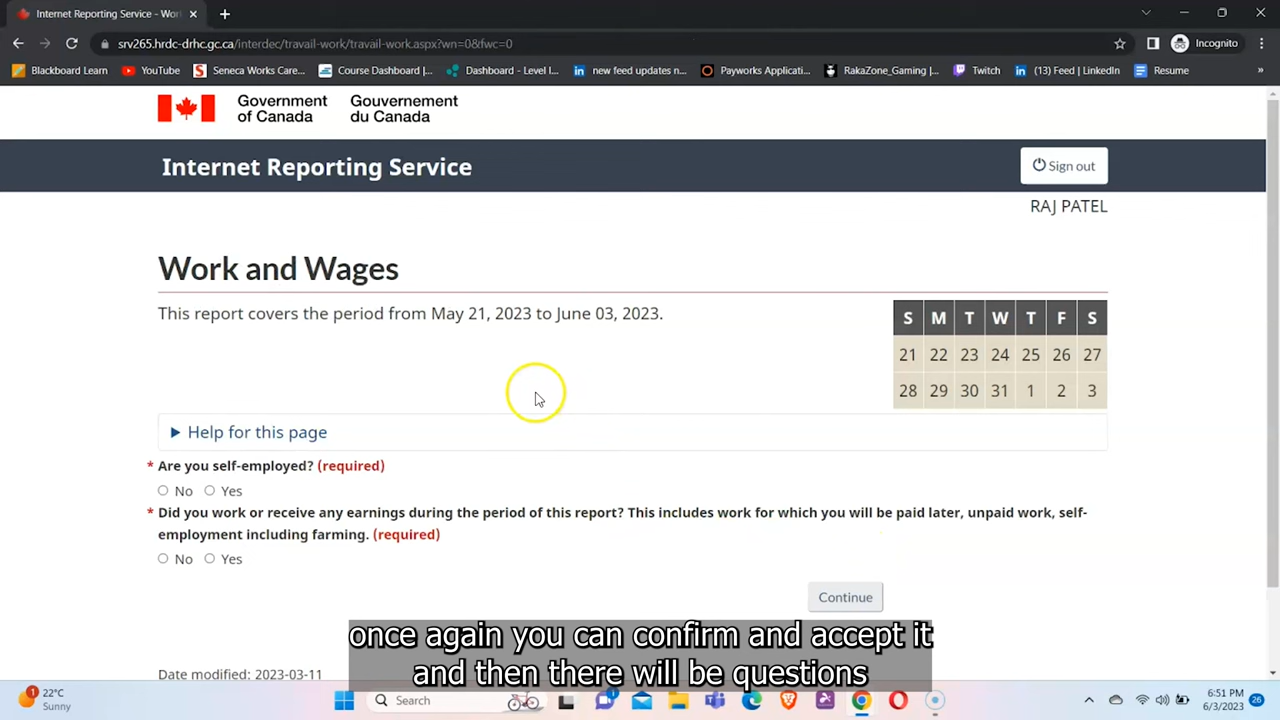 Internet Reporting Service - Wor
srv265.hrdc-drhc.gc.ca/interdec/travail-work/travail-work.aspx?wn=0&fwc=0
Incognito
Blackboard Learn
YouTube
Seneca Works Care...
Course Dashboard |...
Dashboard - Level I...
new feed updates n...
Payworks Applicati...
RakaZone_Gaming |...
Twitch
(13) Feed | LinkedIn
Resume
»
Government
of Canada
Gouvernement
du Canada
Internet Reporting Service
Sign out
RAJ PATEL
Work and Wages
This report covers the period from May 21, 2023 to June 03, 2023.
S M T W T F S
21 22 23 24 25 26 27
28 29 30 31 1 2 3
Help for this page
* Are you self-employed? (required)
No Yes
* Did you work or receive any earnings during the period of this report? This includes work for which you will be paid later, unpaid work, self-
employment including farming. (required)
No Yes
Continue
once again you can confirm and accept it
and then there will be questions
Date modified: 2023-03-11
1
22°C
Sunny
Search
6:51 PM
6/3/2023
26